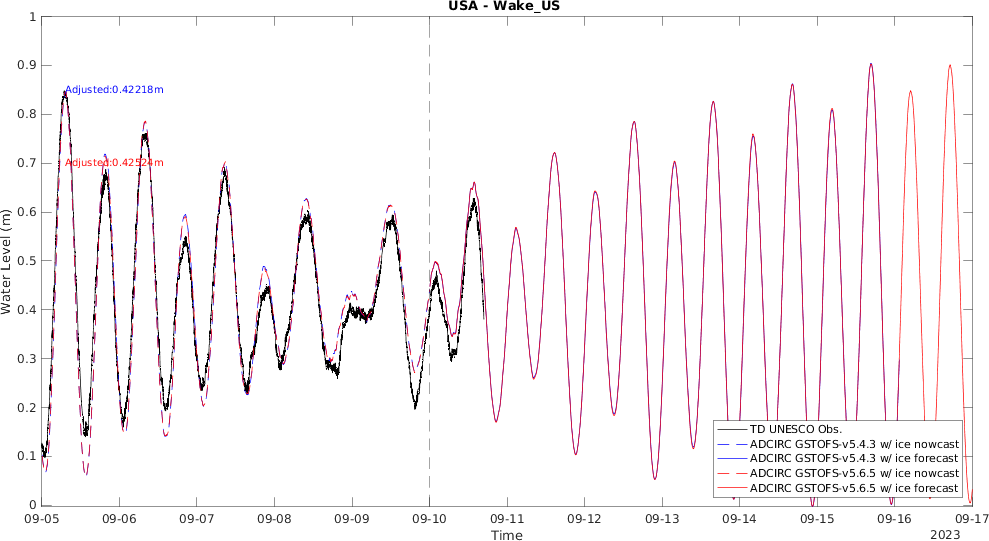 USA - Wake_US
1
0.9
0.8
0.7
0.6
0.5
0.4
0.3
0.2
0.1
0
Water Level (m)
Adjusted:0.42218m
Adjusted:0.42524m
TD UNESCO Obs.
ADCIRC GSTOFS-v5.4.3 w/ ice nowcast
ADCIRC GSTOFS-v5.4.3 w/ ice forecast
ADCIRC GSTOFS-v5.6.5 w/ ice nowcast
ADCIRC GSTOFS-v5.6.5 w/ ice forecast
09-05 09-06 09-07 09-08 09-09 09-10 09-11 09-12 09-13 09-14 09-15 09-16 09-17
Time
2023